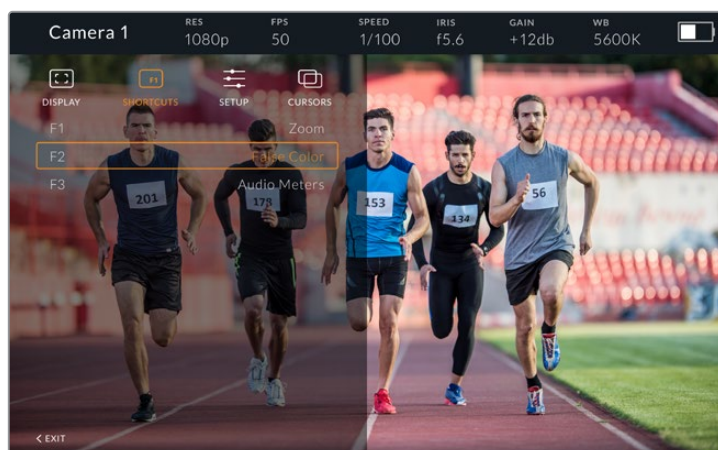 Camera 1
RES FPS SPEED IRIS GAIN WB
1080p 50 1/100 f5.6 +12db 5600K
F1
DISPLAY SHORTCUTS SETUP CURSORS
F1 Zoom
F2 False Color
F3 Audio Meters
201 178 153 134 56
< EXIT